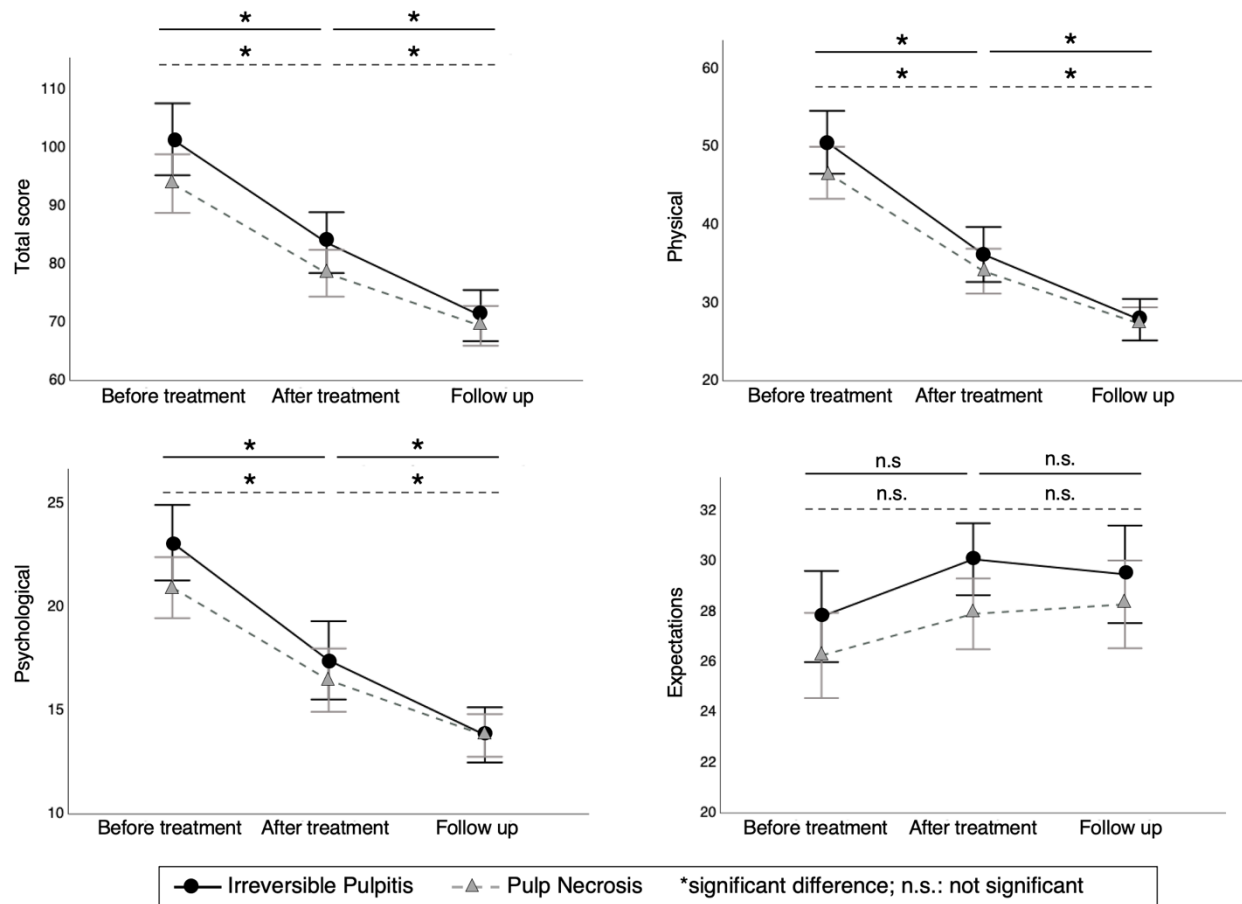 * *
* *
Total score
110
100
90
80
70
60
Before treatment After treatment Follow up
* *
* *
Physical
60
50
40
30
20
Before treatment After treatment Follow up
* *
* *
Psychological
25
20
15
10
Before treatment After treatment Follow up
n.s n.s.
n.s. n.s.
Expectations
32
30
28
26
24
22
20
Before treatment After treatment Follow up
Irreversible Pulpitis Pulp Necrosis *significant difference; n.s.: not significant